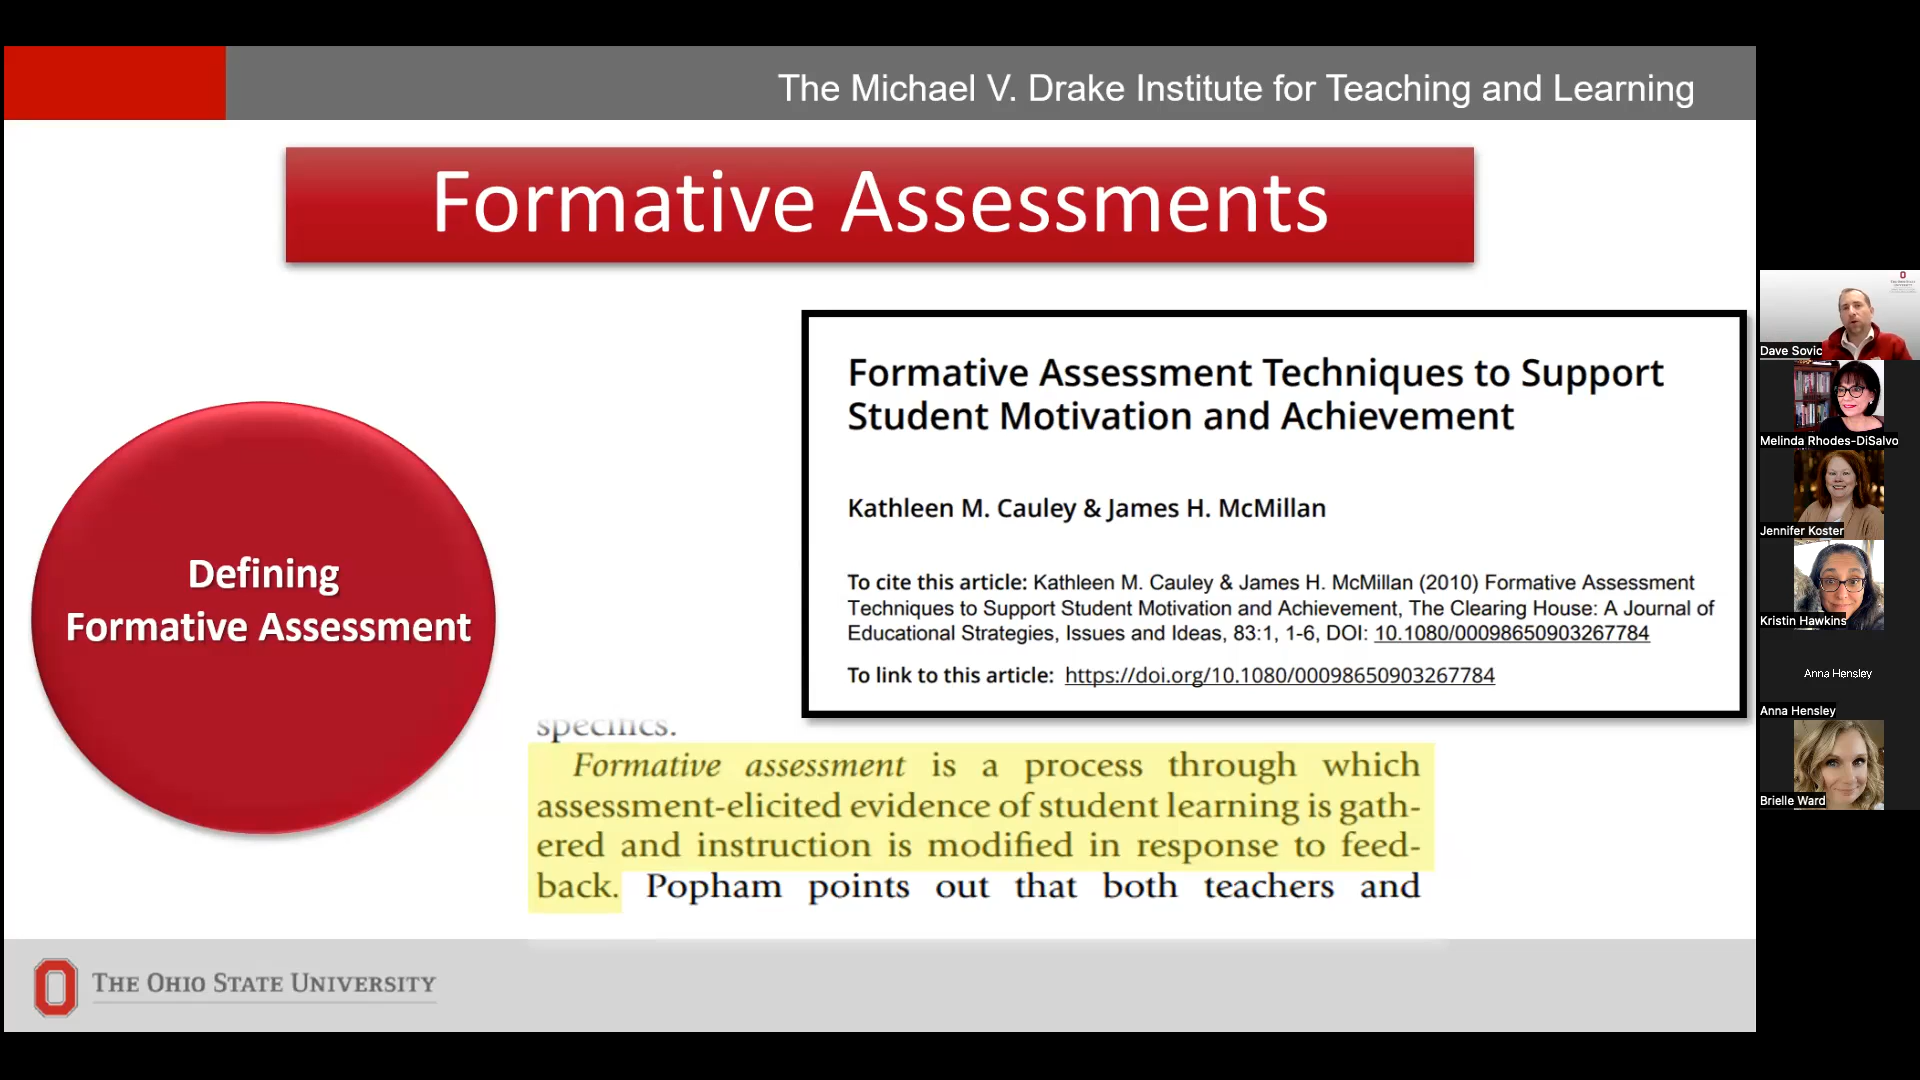 The Michael V. Drake Institute for Teaching and Learning
Formative Assessments
Defining
Formative Assessment
Formative Assessment Techniques to Support
Student Motivation and Achievement
Kathleen M. Cauley & James H. McMillan
To cite this article: Kathleen M. Cauley & James H. McMillan (2010) Formative Assessment
Techniques to Support Student Motivation and Achievement, The Clearing House: A Journal of
Educational Strategies, Issues and Ideas, 83:1, 1-6, DOI: 10.1080/00098650903267784
To link to this article: https://doi.org/10.1080/00098650903267784
specifics.
Formative assessment is a process through which
assessment-elicited evidence of student learning is gath-
ered and instruction is modified in response to feed-
back. Popham points out that both teachers and
THE OHIO STATE UNIVERSITY
Dave Sovic
Melinda Rhodes-DiSalvo
Jennifer Koster
Kristin Hawkins
Anna Hensley
Anna Hensley
Brielle Ward